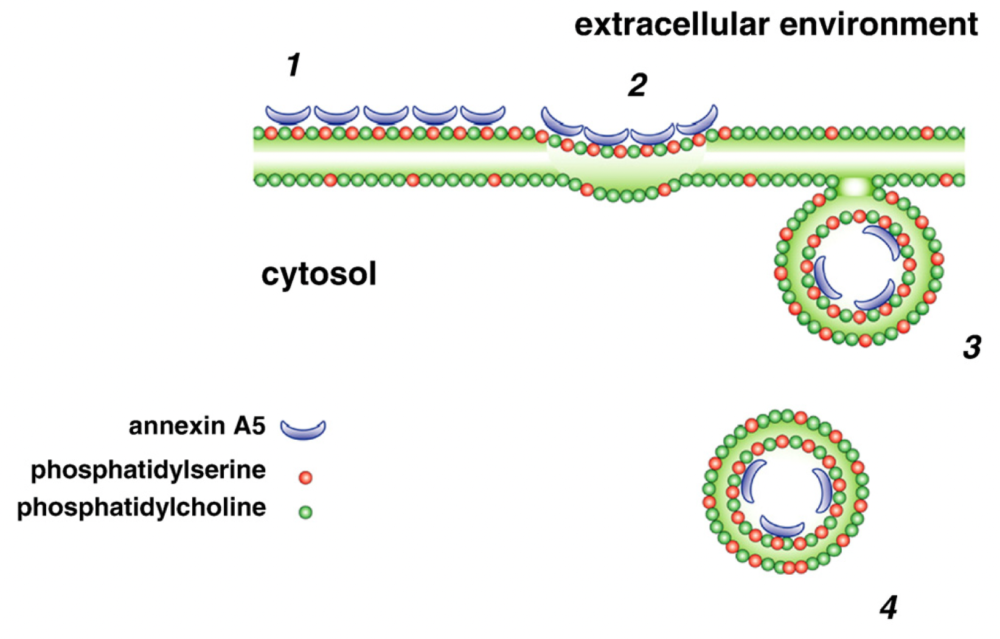 extracellular environment
1
2
cytosol
3
annexin A5
phosphatidylserine
phosphatidylcholine
4